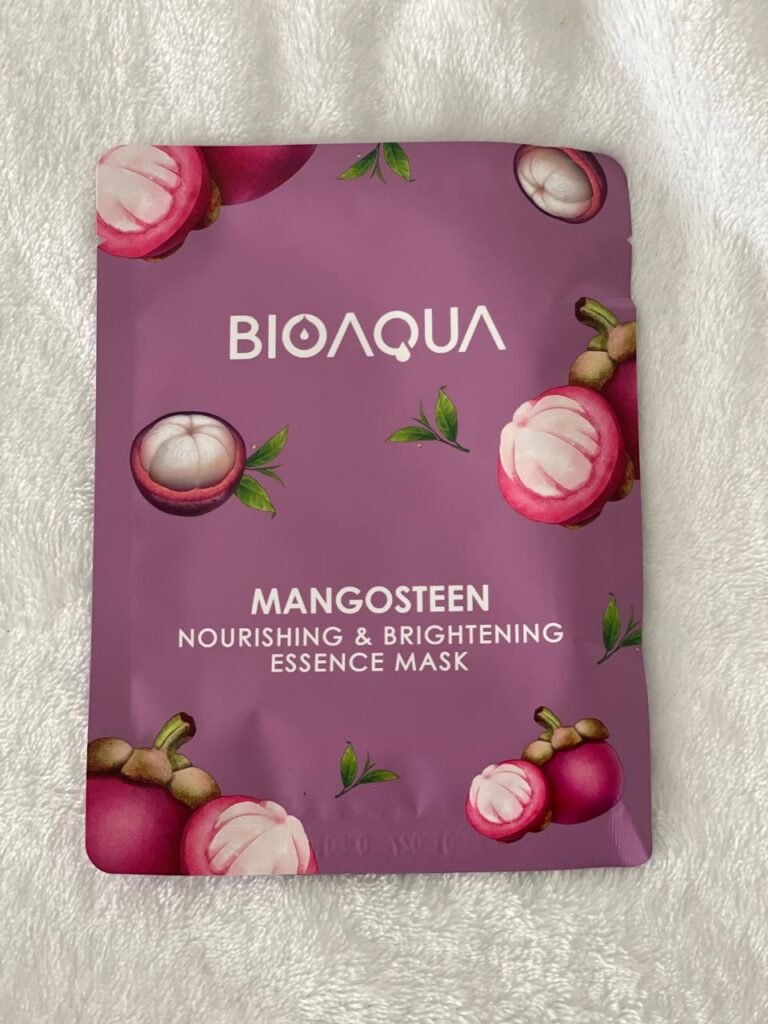 BIOAQUA
MANGOSTEEN
NOURISHING & BRIGHTENING
ESSENCE MASK